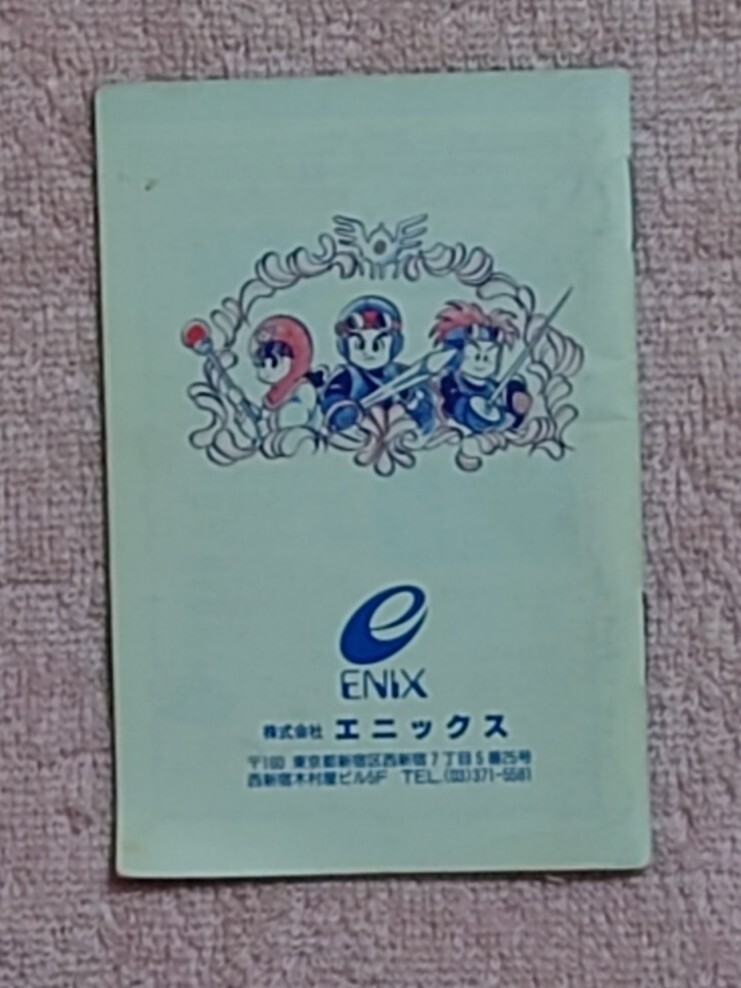 e
ENIX
株式会社 エニックス
〒160 東京都新宿区西新宿7丁目5番25号
西新宿木村屋ビル5F TEL.(03)371-5581